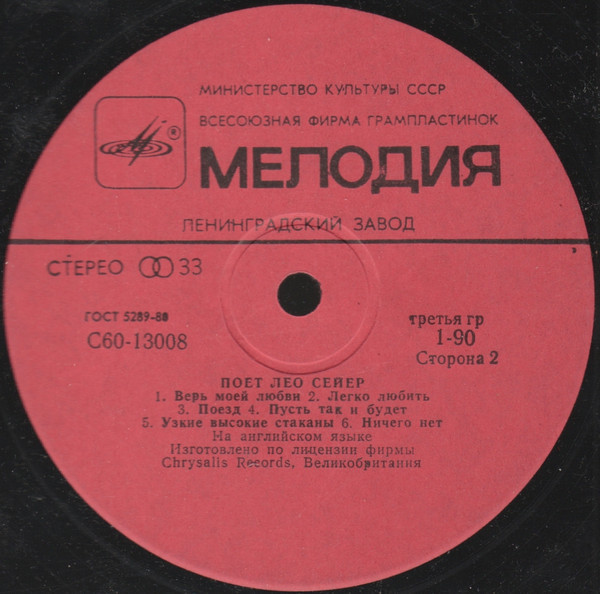 МИНИСТЕРСТВО КУЛЬТУРЫ СССР
ВСЕСОЮЗНАЯ ФИРМА ГРАМПЛАСТИНОК
®
МЕЛОДИЯ
ЛЕНИНГРАДСКИЙ ЗАВОД
СТЕРЕО 33
ГОСТ 5289-80
третья гр
С60-13008
1-90
Сторона 2
ПОЕТ ЛЕО СЕЙЕР
1. Верь моей любви 2. Легко любить
3. Поезд 4. Пусть так и будет
5. Узкие высокие стаканы 6. Ничего нет
На английском языке
Изготовлено по лицензии фирмы
Chrysalis Records, Великобритания